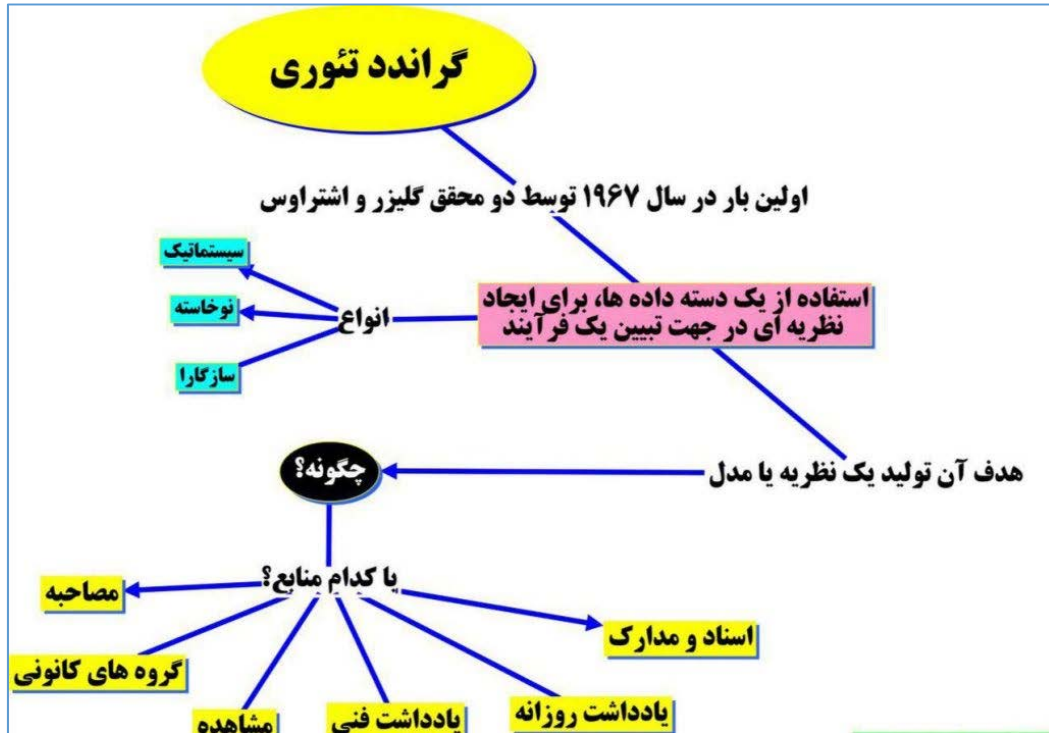 گراندد تئوری
اولین بار در سال ۱۹۶۷ توسط دو محقق گلیزر و اشتراوس
استفاده از یک دسته داده ها، برای ایجاد
نظریه ای در جهت تبیین یک فرآیند
انواع
سیستماتیک
نوخاسته
سازگارا
هدف آن تولید یک نظریه یا مدل
چگونه؟
با کدام منابع؟
اسناد و مدارک
یادداشت روزانه
یادداشت فنی
مشاهده
گروه های کانونی
مصاحبه